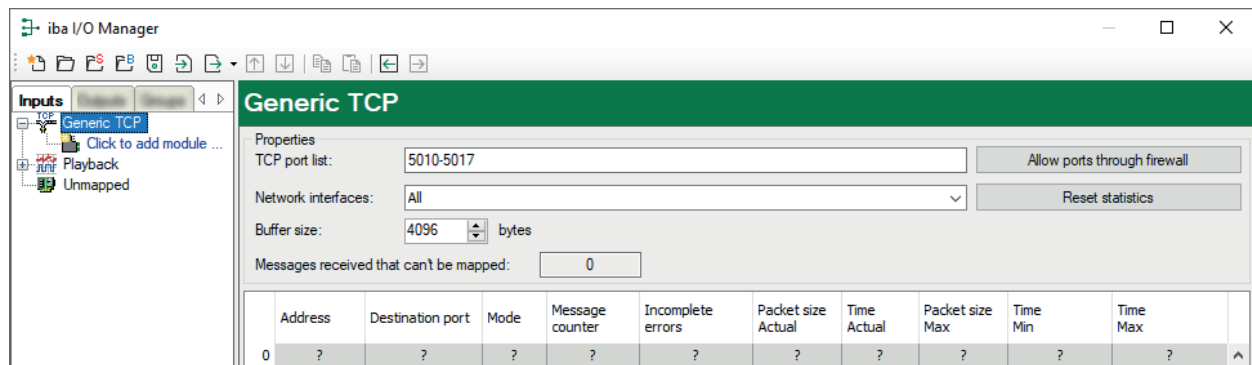 iba I/O Manager
Inputs
Generic TCP
Click to add module ...
Playback
Unmapped
Generic TCP
Properties
TCP port list: 5010-5017 Allow ports through firewall
Network interfaces: All Reset statistics
Buffer size: 4096 bytes
Messages received that can't be mapped: 0
Address Destination port Mode Message counter Incomplete errors Packet size Actual Time Actual Packet size Max Time Min Time Max
0 ? ? ? ? ? ? ? ? ? ?